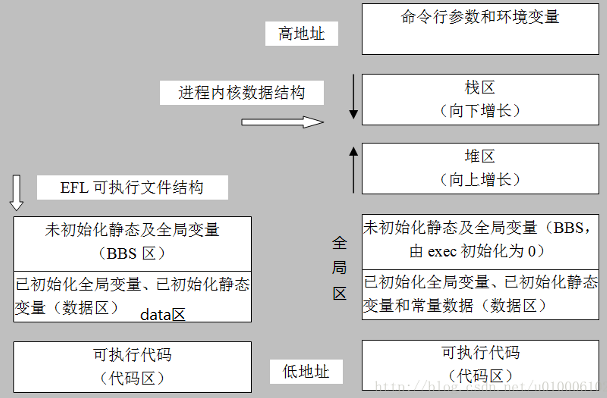 命令行参数和环境变量
高地址
进程内核数据结构
栈区
（向下增长）
堆区
（向上增长）
EFL 可执行文件结构
未初始化静态及全局变量
（BBS 区）
已初始化全局变量、已初始化静态
变量（数据区）
data区
可执行代码
（代码区）
全
局
区
未初始化静态及全局变量（BBS，
由 exec 初始化为 0）
已初始化全局变量、已初始化静态
变量和常量数据（数据区）
低地址
可执行代码
（代码区）
http://blog.csdn.net/u01000610